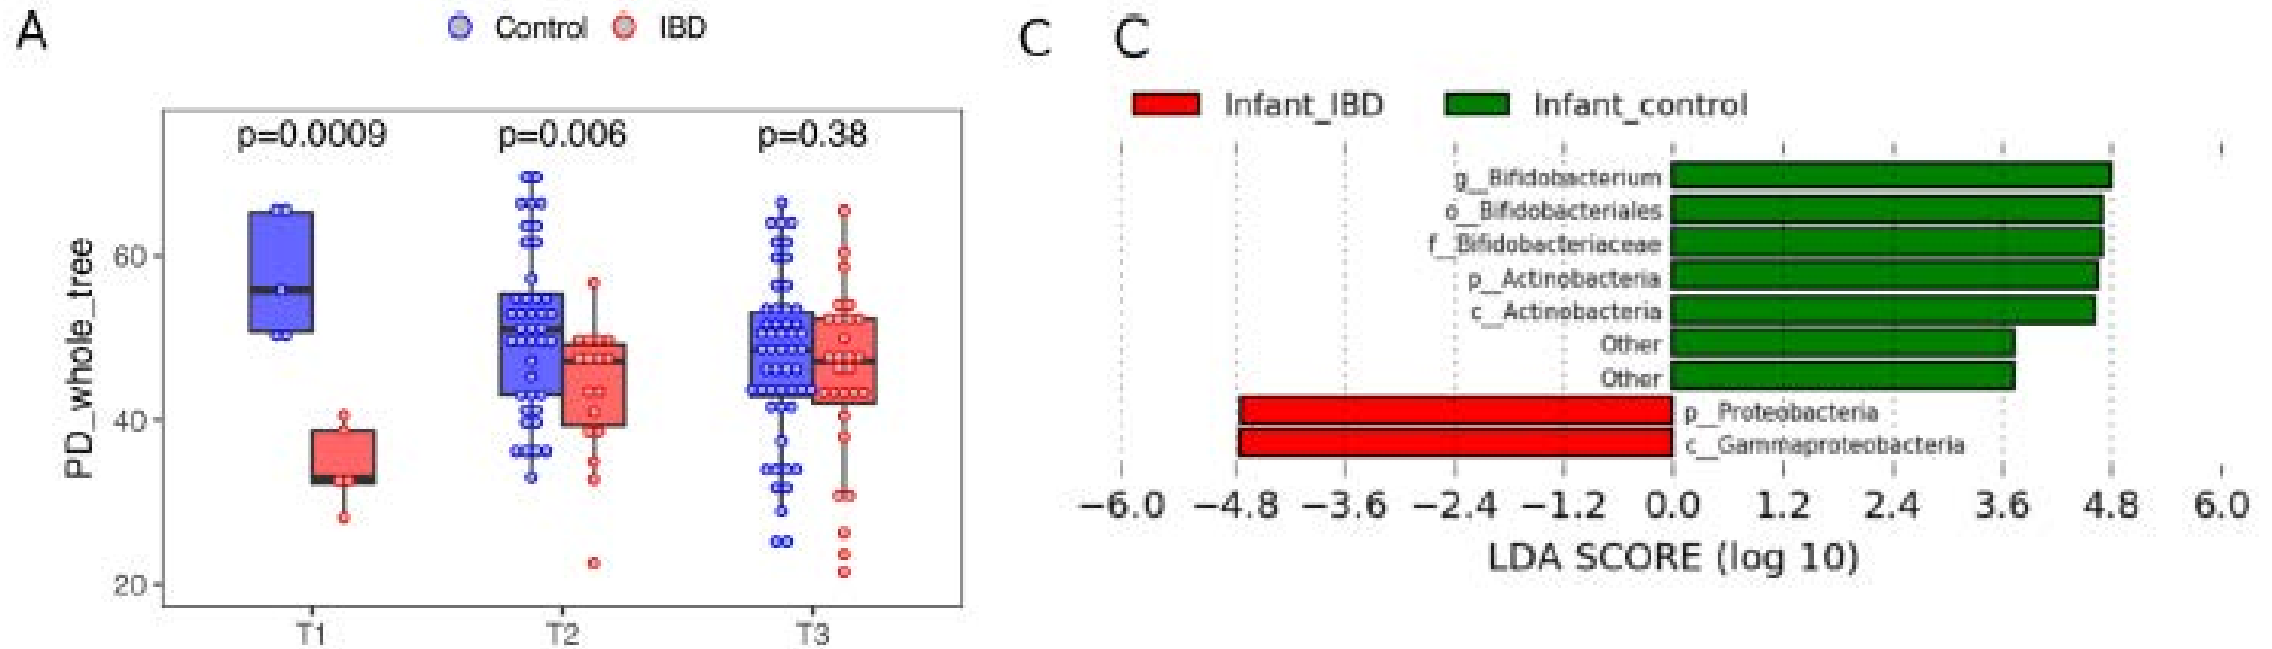 A
Control IBD
p=0.0009 p=0.006 p=0.38
PD_whole_tree
60
40
20
T1 T2 T3
C C
Infant_IBD Infant_control
g__Bifidobacterium
o__Bifidobacteriales
f__Bifidobacteriaceae
p__Actinobacteria
c__Actinobacteria
Other
Other
p__Proteobacteria
c__Gammaproteobacteria
−6.0 −4.8 −3.6 −2.4 −1.2 0.0 1.2 2.4 3.6 4.8 6.0
LDA SCORE (log 10)